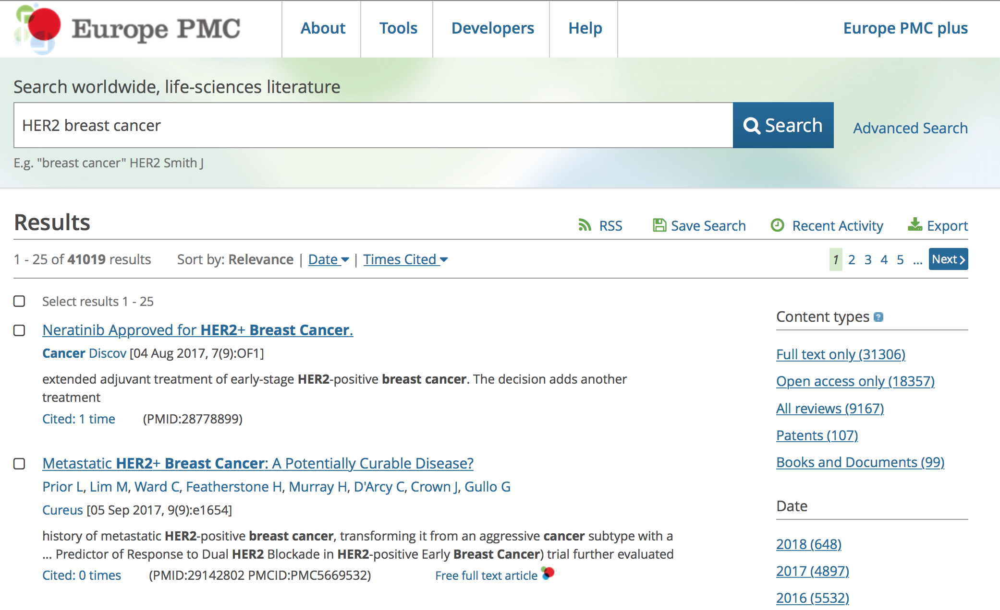 Europe PMC
About
Tools
Developers
Help
Europe PMC plus
Search worldwide, life-sciences literature
HER2 breast cancer
Search
Advanced Search
E.g. "breast cancer" HER2 Smith J
Results
RSS
Save Search
Recent Activity
Export
1 - 25 of 41019 results
Sort by: Relevance | Date | Times Cited
1 2 3 4 5 ... Next
Select results 1 - 25
Neratinib Approved for HER2+ Breast Cancer.
Cancer Discov [04 Aug 2017, 7(9):OF1]
extended adjuvant treatment of early-stage HER2-positive breast cancer. The decision adds another
treatment
Cited: 1 time (PMID:28778899)
Metastatic HER2+ Breast Cancer: A Potentially Curable Disease?
Prior L, Lim M, Ward C, Featherstone H, Murray H, D'Arcy C, Crown J, Gullo G
Cureus [05 Sep 2017, 9(9):e1654]
history of metastatic HER2-positive breast cancer, transforming it from an aggressive cancer subtype with a
... Predictor of Response to Dual HER2 Blockade in HER2-positive Early Breast Cancer) trial further evaluated
Cited: 0 times (PMID:29142802 PMCID:PMC5669532) Free full text article
Content types ?
Full text only (31306)
Open access only (18357)
All reviews (9167)
Patents (107)
Books and Documents (99)
Date
2018 (648)
2017 (4897)
2016 (5532)